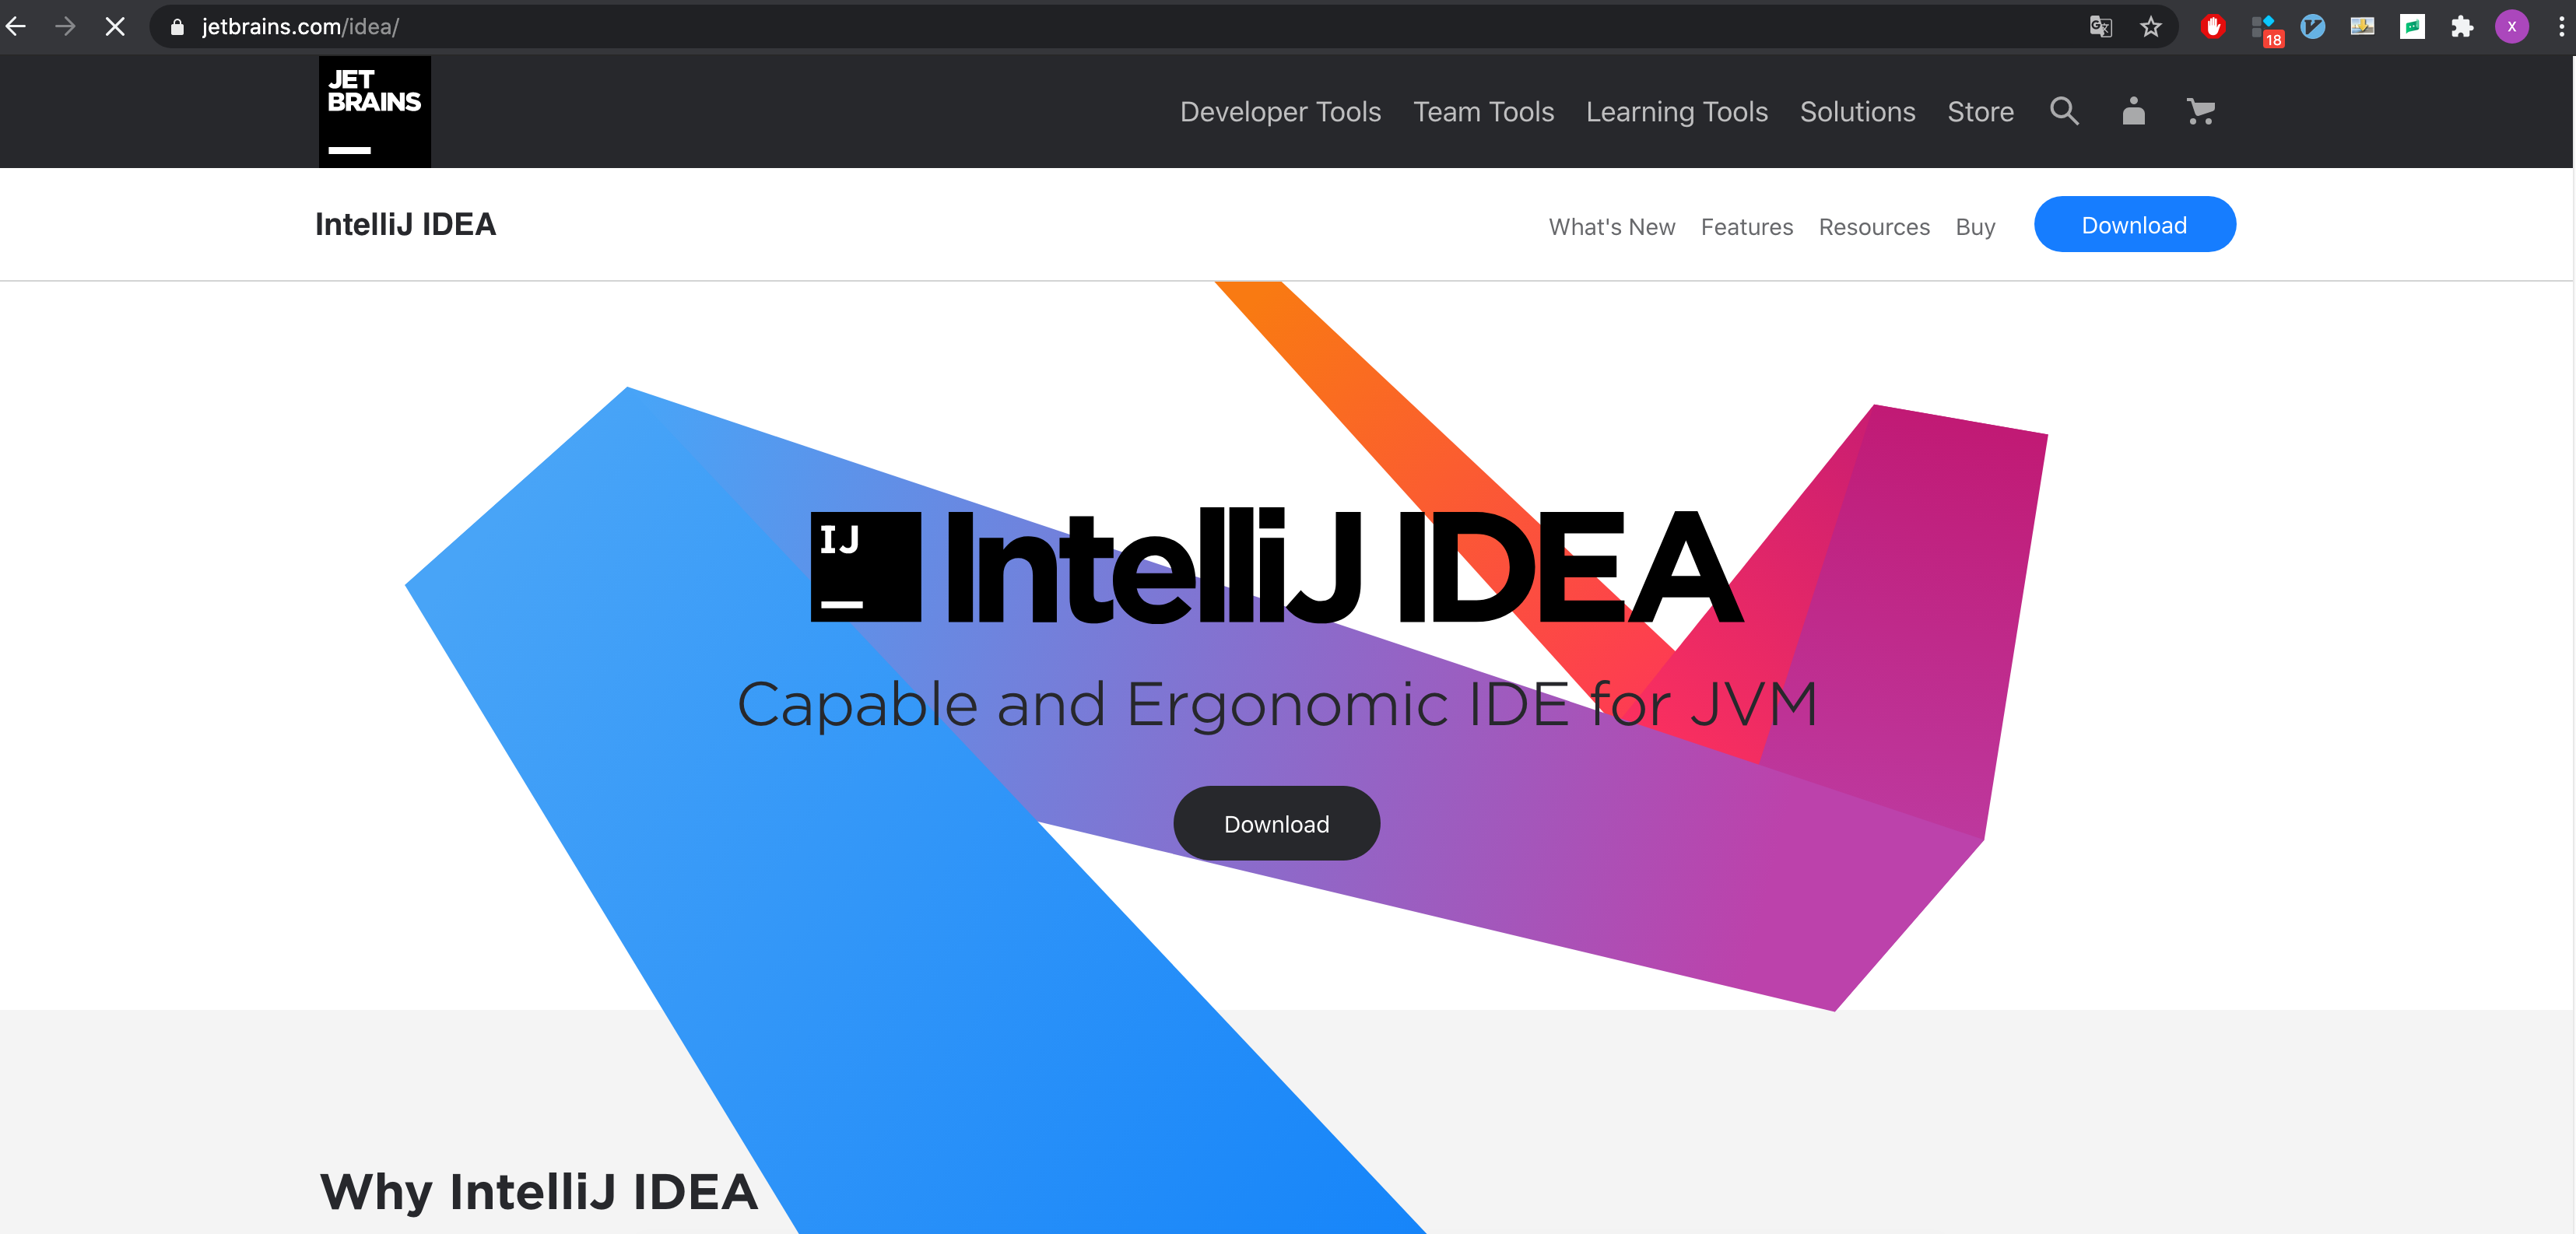 jetbrains.com/idea/
18
X
JET
BRAINS
Developer Tools Team Tools Learning Tools Solutions Store
IntelliJ IDEA
What's New Features Resources Buy Download
IJ
IntelliJ IDEA
Capable and Ergonomic IDE for JVM
Download
Why IntelliJ IDEA